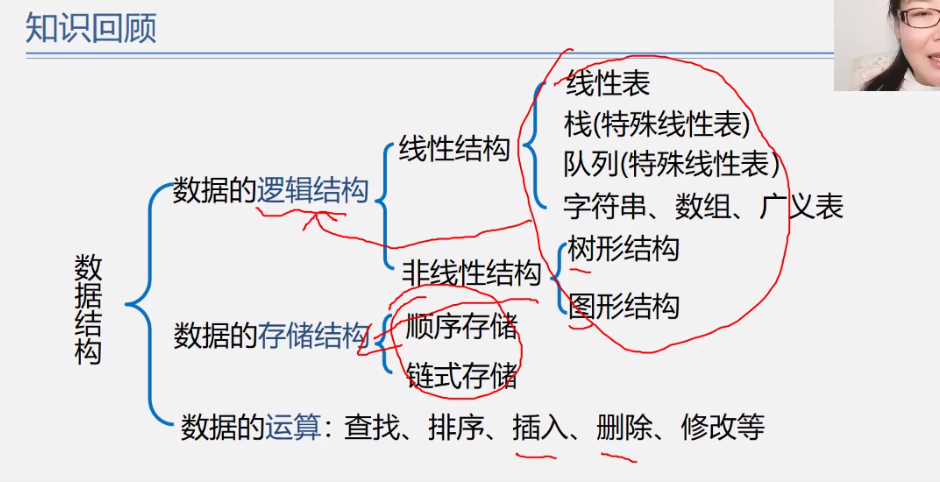 知识回顾
线性表
栈(特殊线性表)
队列(特殊线性表)
字符串、数组、广义表
线性结构
数据的逻辑结构
非线性结构
树形结构
图形结构
数据结构
数据的存储结构
顺序存储
链式存储
数据的运算：查找、排序、插入、删除、修改等